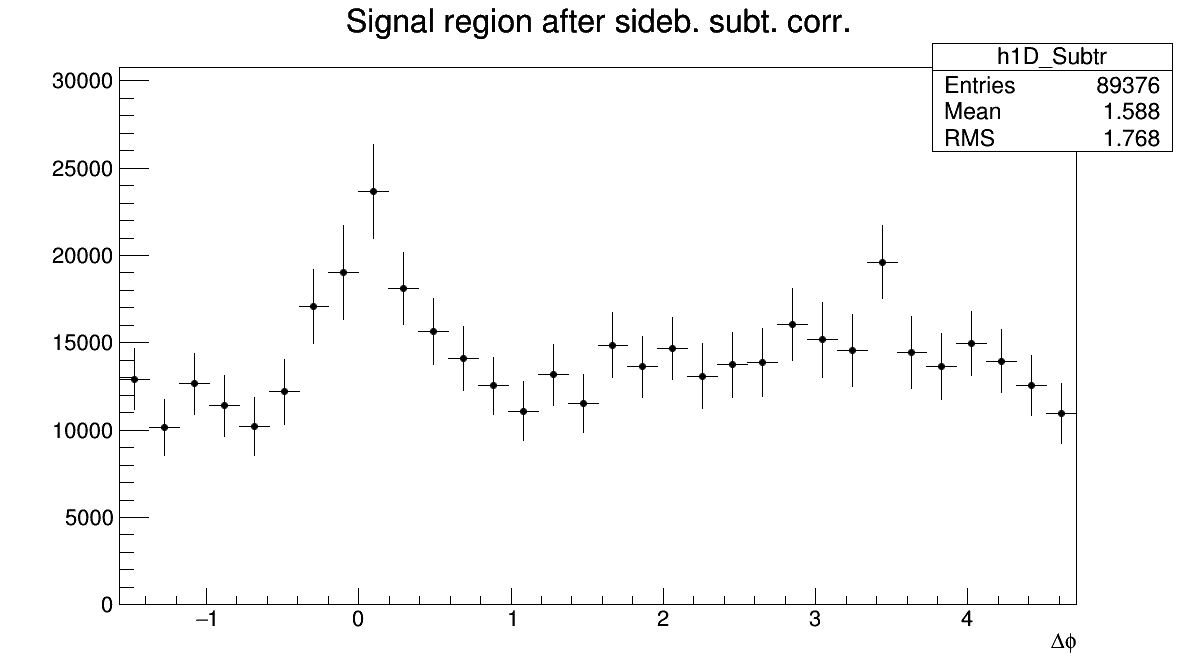 Signal region after sideb. subt. corr.
h1D_Subtr
Entries 89376
Mean 1.588
RMS 1.768
30000
25000
20000
15000
10000
5000
0
−1 0 1 2 3 4
Δϕ